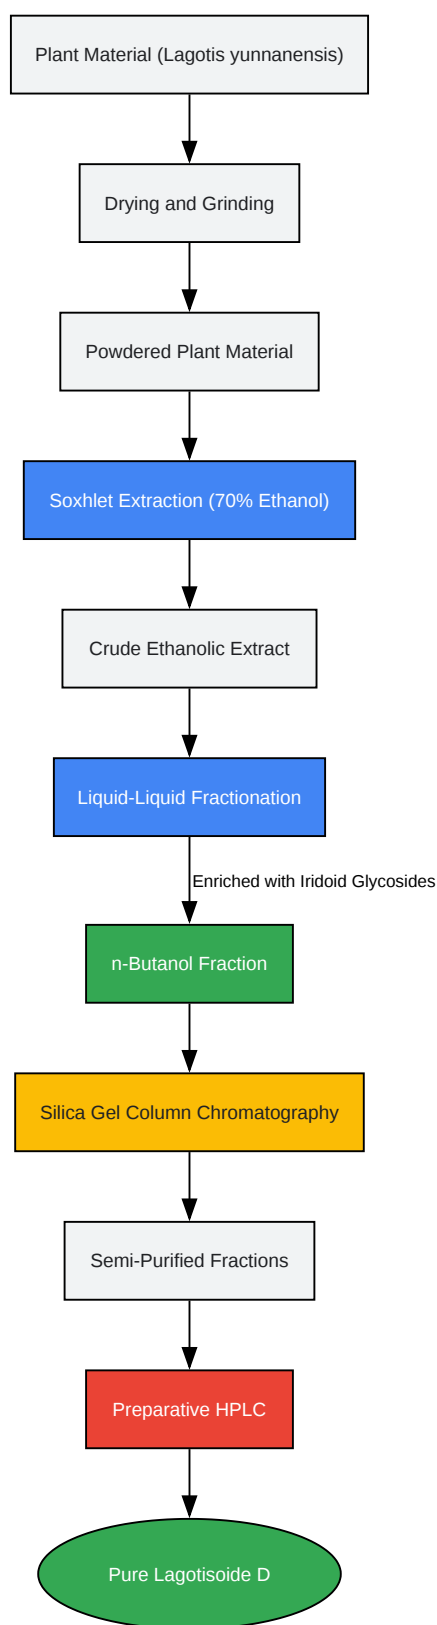 Plant Material (Lagotis yunnanensis)
Drying and Grinding
Powdered Plant Material
Soxhlet Extraction (70% Ethanol)
Crude Ethanolic Extract
Liquid-Liquid Fractionation
Enriched with Iridoid Glycosides
n-Butanol Fraction
Silica Gel Column Chromatography
Semi-Purified Fractions
Preparative HPLC
Pure Lagotisoide D